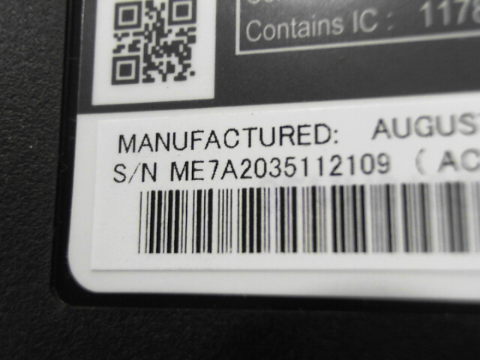 Contains IC : 1178
MANUFACTURED: AUGUST
S/N ME7A2035112109 ( AC